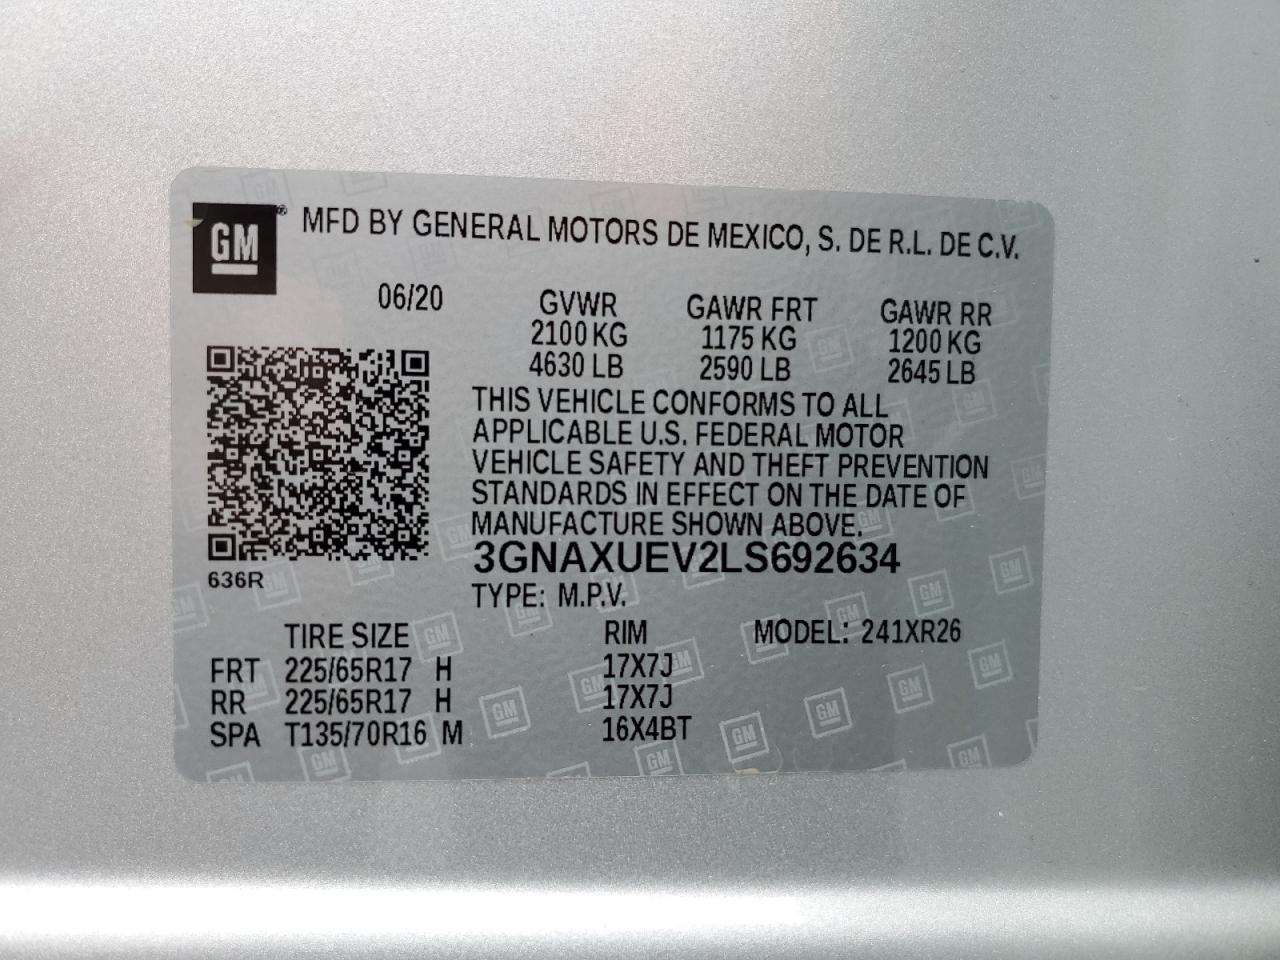 GM® MFD BY GENERAL MOTORS DE MEXICO, S. DE R.L. DE C.V.
06/20 GVWR GAWR FRT GAWR RR
2100 KG 1175 KG 1200 KG
4630 LB 2590 LB 2645 LB
THIS VEHICLE CONFORMS TO ALL
APPLICABLE U.S. FEDERAL MOTOR
VEHICLE SAFETY AND THEFT PREVENTION
STANDARDS IN EFFECT ON THE DATE OF
MANUFACTURE SHOWN ABOVE.
3GNAXUEV2LS692634
636R
TYPE: M.P.V.
TIRE SIZE RIM MODEL: 241XR26
FRT 225/65R17 H 17X7J
RR 225/65R17 H 17X7J
SPA T135/70R16 M 16X4BT